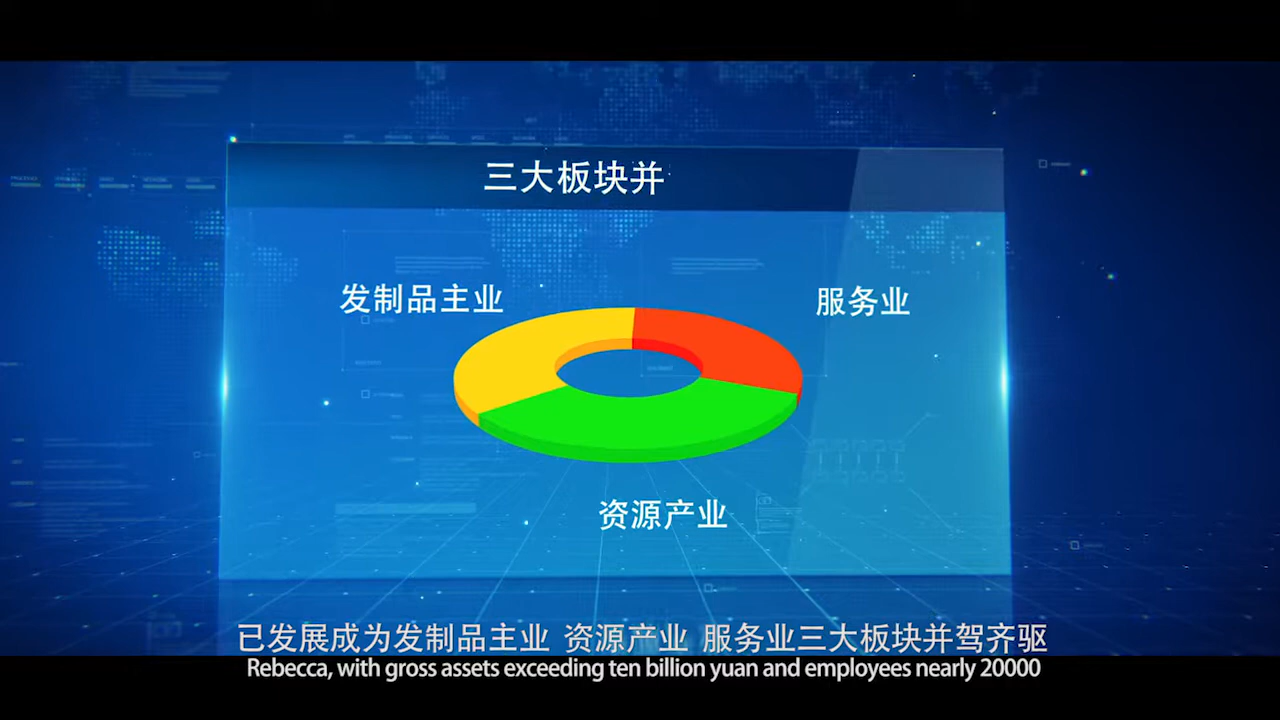 三大板块并
发制品主业
服务业
资源产业
已发展成为发制品主业 资源产业 服务业三大板块并驾齐驱
Rebecca, with gross assets exceeding ten billion yuan and employees nearly 20000